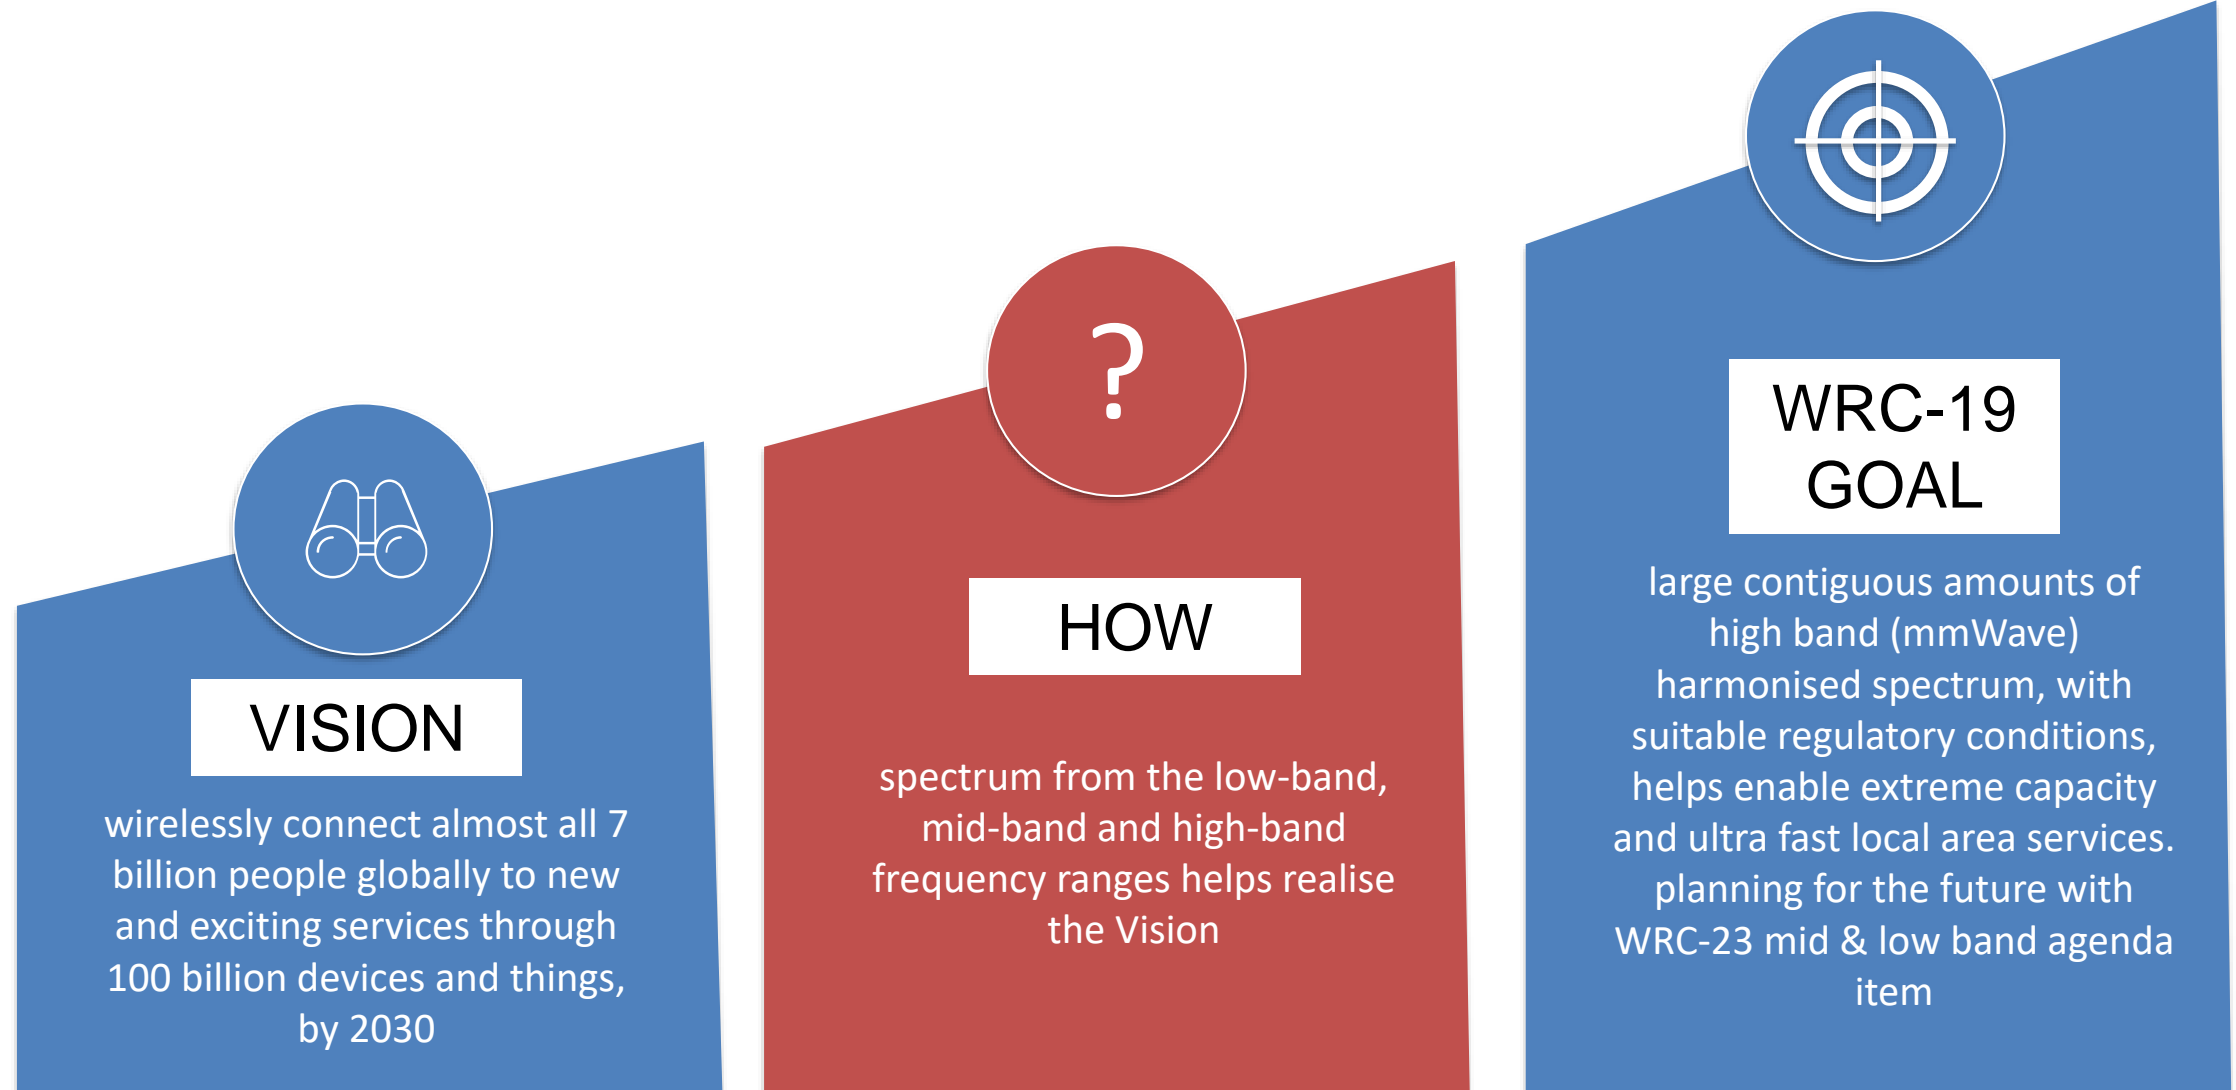 VISION
wirelessly connect almost all 7
billion people globally to new
and exciting services through
100 billion devices and things,
by 2030
?
HOW
spectrum from the low-band,
mid-band and high-band
frequency ranges helps realise
the Vision
WRC-19
GOAL
large contiguous amounts of
high band (mmWave)
harmonised spectrum, with
suitable regulatory conditions,
helps enable extreme capacity
and ultra fast local area services.
planning for the future with
WRC-23 mid & low band agenda
item